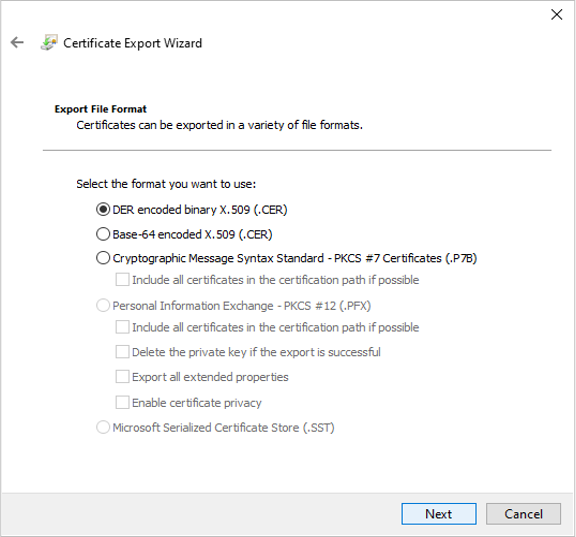 Certificate Export Wizard
Export File Format
Certificates can be exported in a variety of file formats.
Select the format you want to use:
DER encoded binary X.509 (.CER)
Base-64 encoded X.509 (.CER)
Cryptographic Message Syntax Standard - PKCS #7 Certificates (.P7B)
Include all certificates in the certification path if possible
Personal Information Exchange - PKCS #12 (.PFX)
Include all certificates in the certification path if possible
Delete the private key if the export is successful
Export all extended properties
Enable certificate privacy
Microsoft Serialized Certificate Store (.SST)
Next Cancel